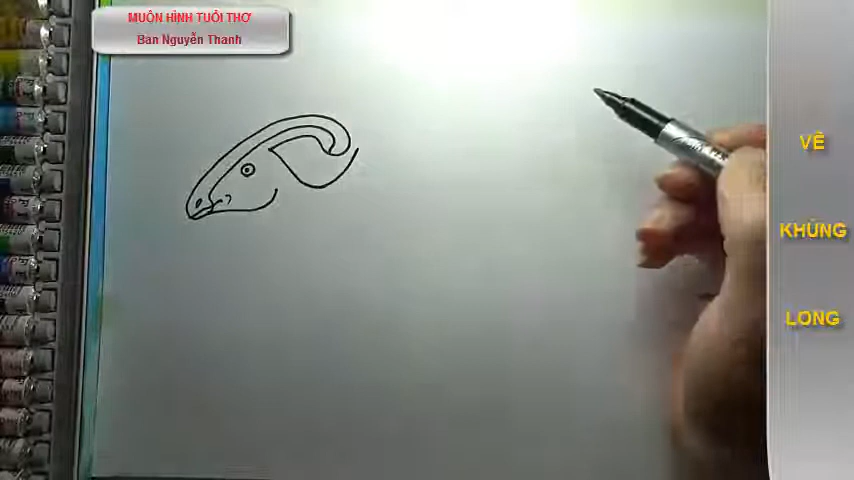 MUÔN HÌNH TUỔI THƠ
Ban Nguyễn Thanh
VẼ
KHỦNG
LONG